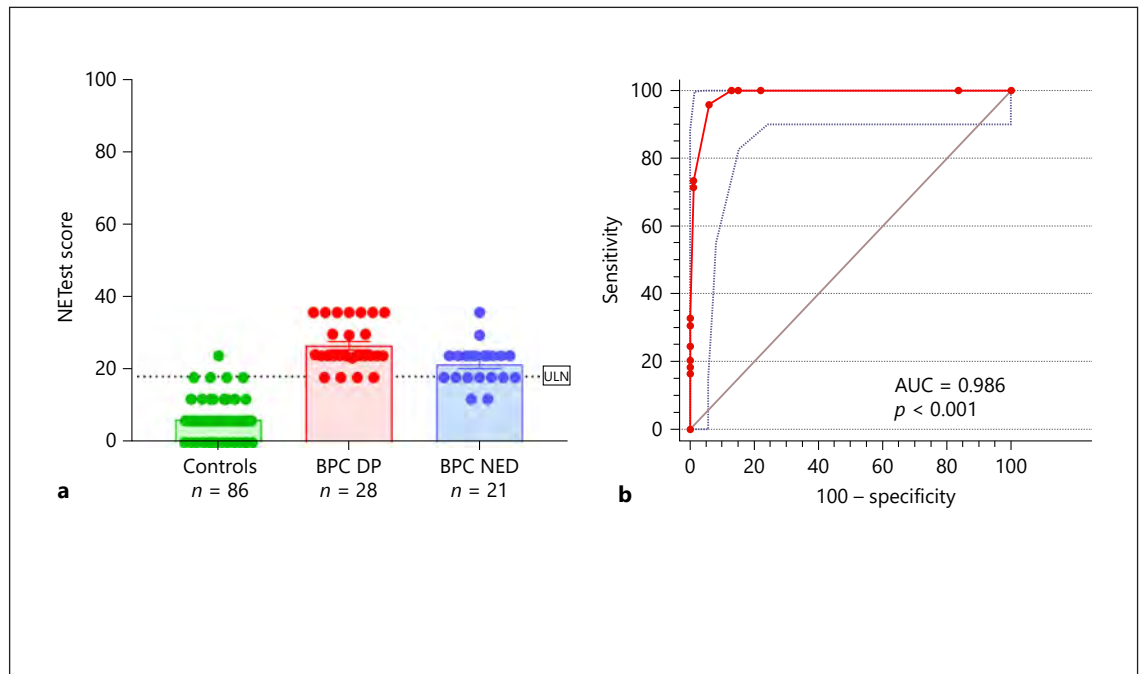 100
80
60
40
20
0
NETest score
ULN
Controls
n = 86
BPC DP
n = 28
BPC NED
n = 21
a
100
80
60
40
20
0
Sensitivity
AUC = 0.986
p < 0.001
0 20 40 60 80 100
100 – specificity
b